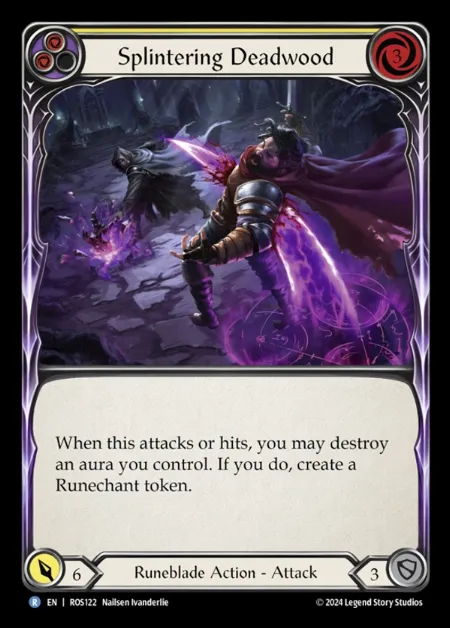 Splintering Deadwood
3
When this attacks or hits, you may destroy
an aura you control. If you do, create a
Runechant token.
6
Runeblade Action - Attack
3
R EN | ROS122 Nailsen Ivanderlie
© 2024 Legend Story Studios